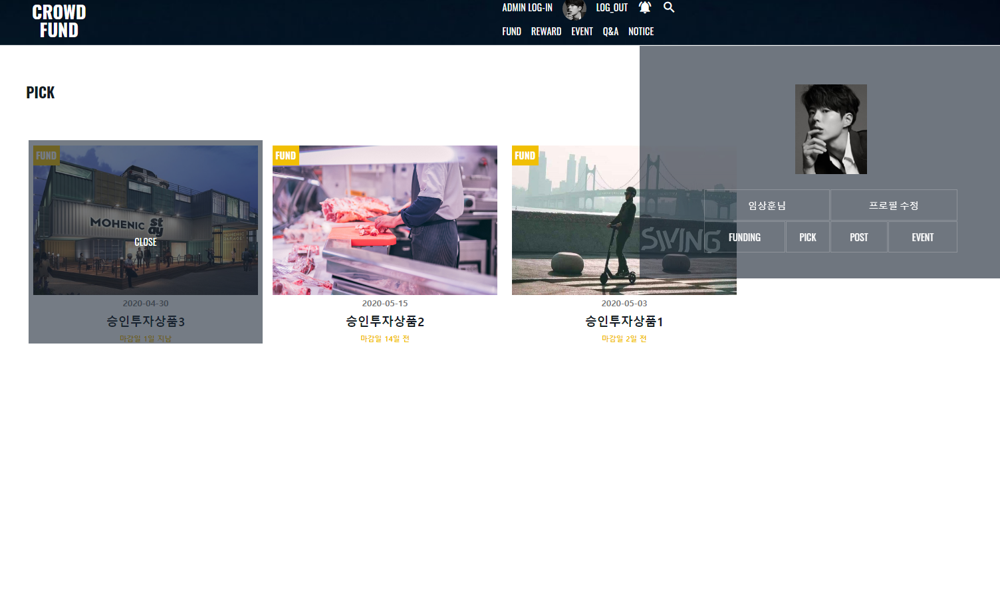 CROWD
FUND
ADMIN LOG-IN LOG_OUT
FUND REWARD EVENT Q&A NOTICE
PICK
임상훈님 프로필 수정
FUNDING PICK POST EVENT
FUND
MOHENIC stay
CLOSE
2020-04-30
승인투자상품3
마감일 1일 지남
FUND
2020-05-15
승인투자상품2
마감일 14일 전
FUND
SWING
2020-05-03
승인투자상품1
마감일 2일 전